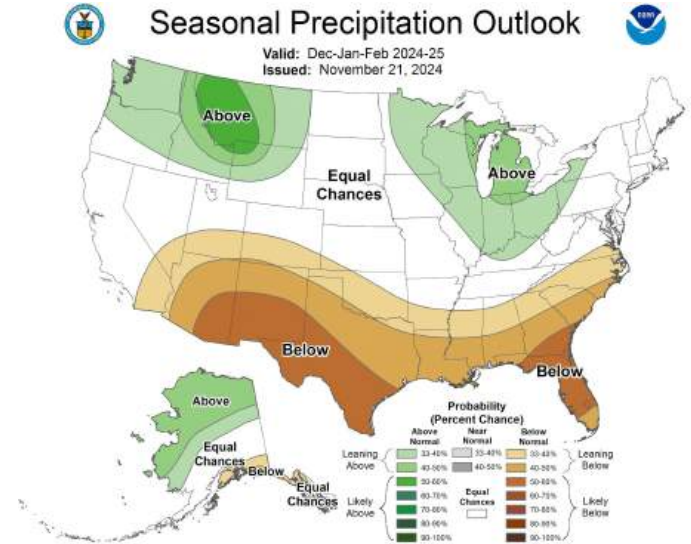 Seasonal Precipitation Outlook
Valid: Dec-Jan-Feb 2024-25
Issued: November 21, 2024
Above
Equal
Chances
Above
Below
Below
Above
Equal
Chances
Below
Equal
Chances
Probability
(Percent Chance)
Above
Normal
Near
Normal
Below
Normal
Leaning
Above
33-40%
40-50%
33-40%
40-50%
33-40%
40-50%
Leaning
Below
Likely
Above
50-60%
60-70%
70-80%
80-90%
90-100%
Equal
Chances
50-60%
60-70%
70-80%
80-90%
90-100%
Likely
Below